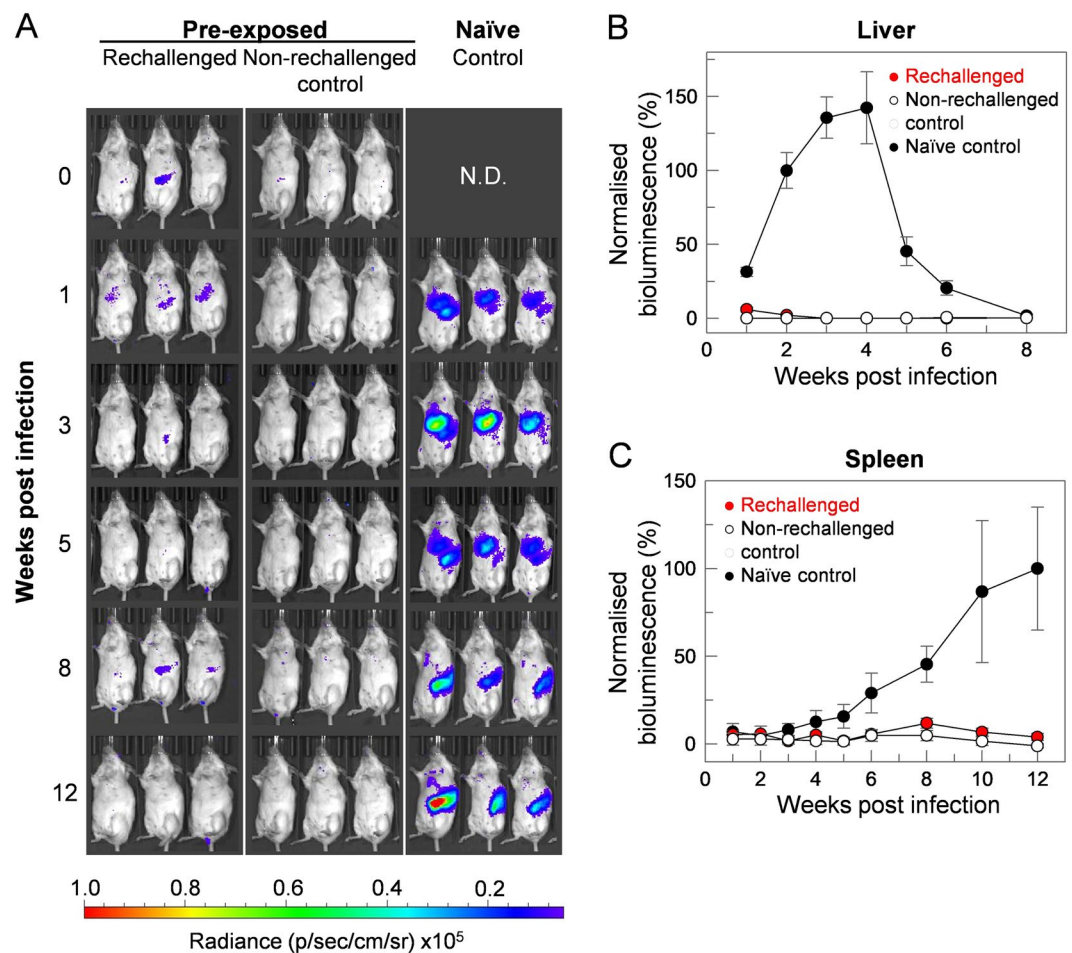 A
Pre-exposed
Naïve
Rechallenged Non-rechallenged control
Control
0
N.D.
1
3
5
8
12
Weeks post infection
1.0 0.8 0.6 0.4 0.2
Radiance (p/sec/cm/sr) x10⁵
B
Liver
Rechallenged
Non-rechallenged
control
Naïve control
Normalised
bioluminescence (%)
150
100
50
0
0 2 4 6 8
Weeks post infection
C
Spleen
Rechallenged
Non-rechallenged
control
Naïve control
Normalised
bioluminescence (%)
150
100
50
0
0 2 4 6 8 10 12
Weeks post infection